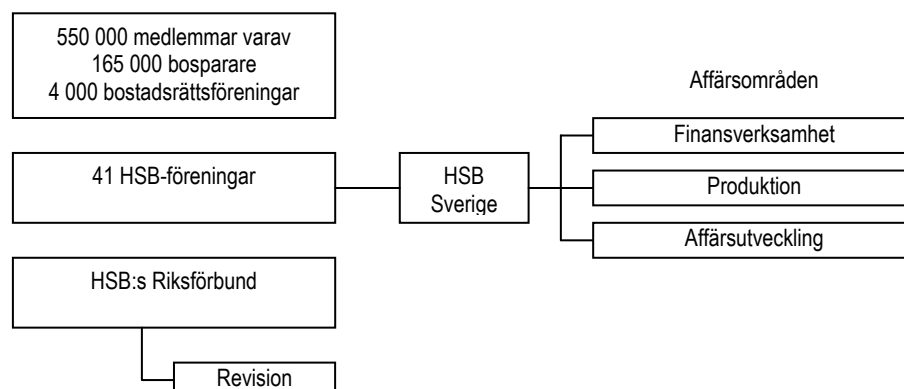 550 000 medlemmar varav
165 000 bosparare
4 000 bostadsrättsföreningar
41 HSB-föreningar
HSB:s Riksförbund
Revision
HSB
Sverige
Affärsområden
Finansverksamhet
Produktion
Affärsutveckling